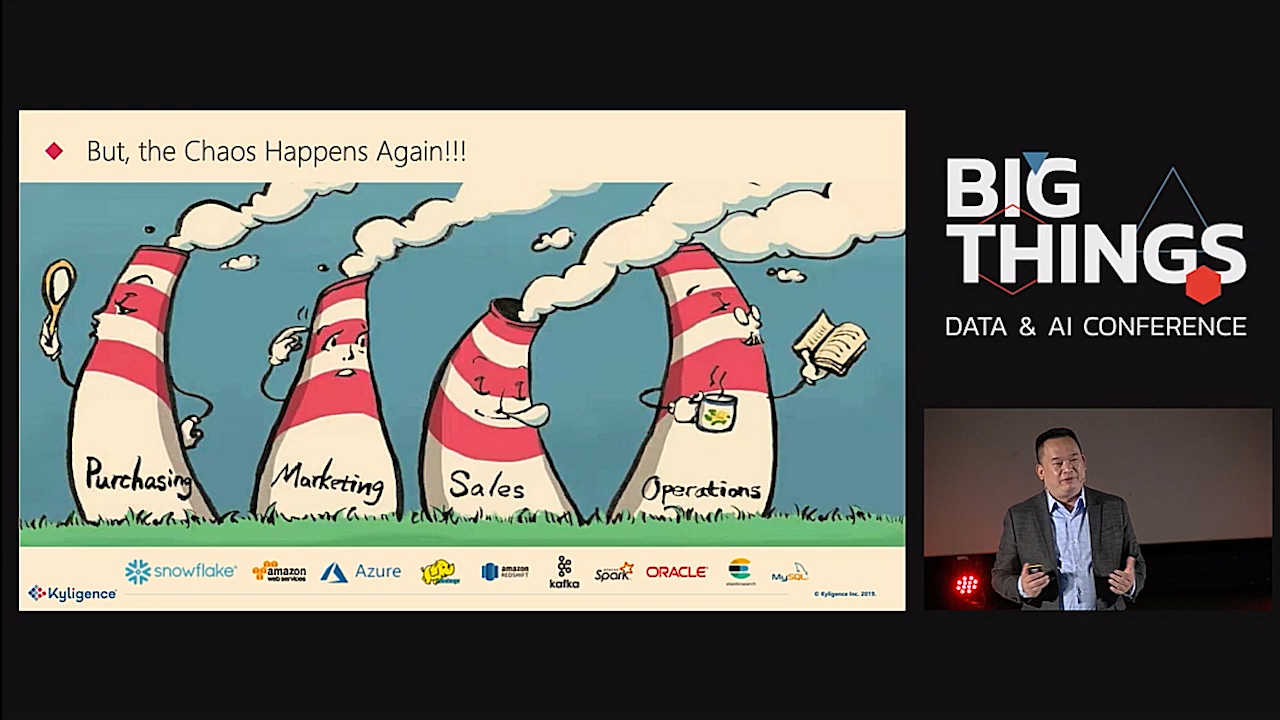 But, the Chaos Happens Again!!!
Purchasing
Marketing
Sales
Operations
snowflake
amazon
web services
Azure
amazon
REDSHIFT
kafka
Spark
ORACLE
elasticsearch
MySQL
Kyligence
© Kyligence Inc. 2019.
BIG
THINGS
DATA & AI CONFERENCE